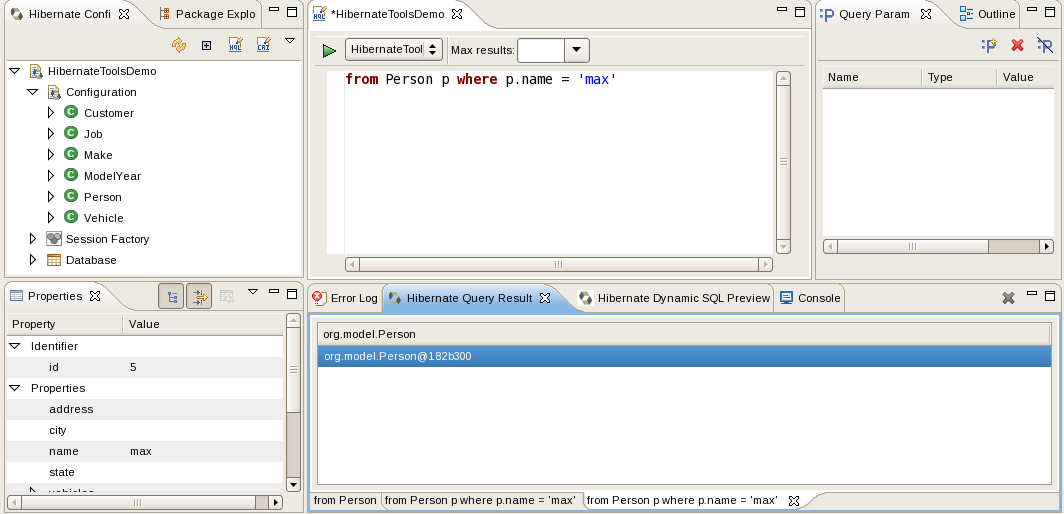 Hibernate Confi
Package Explo
HibernateToolsDemo
Configuration
Customer
Job
Make
ModelYear
Person
Vehicle
Session Factory
Database
*HibernateToolsDemo
HibernateTool
Max results:
from Person p where p.name = 'max'
Query Param
Outline
Name Type Value
Properties
Property Value
Identifier
id 5
Properties
address
city
name max
state
vehicles
Error Log
Hibernate Query Result
Hibernate Dynamic SQL Preview
Console
org.model.Person
org.model.Person@182b300
from Person
from Person p where p.name = 'max'
from Person p where p.name = 'max'